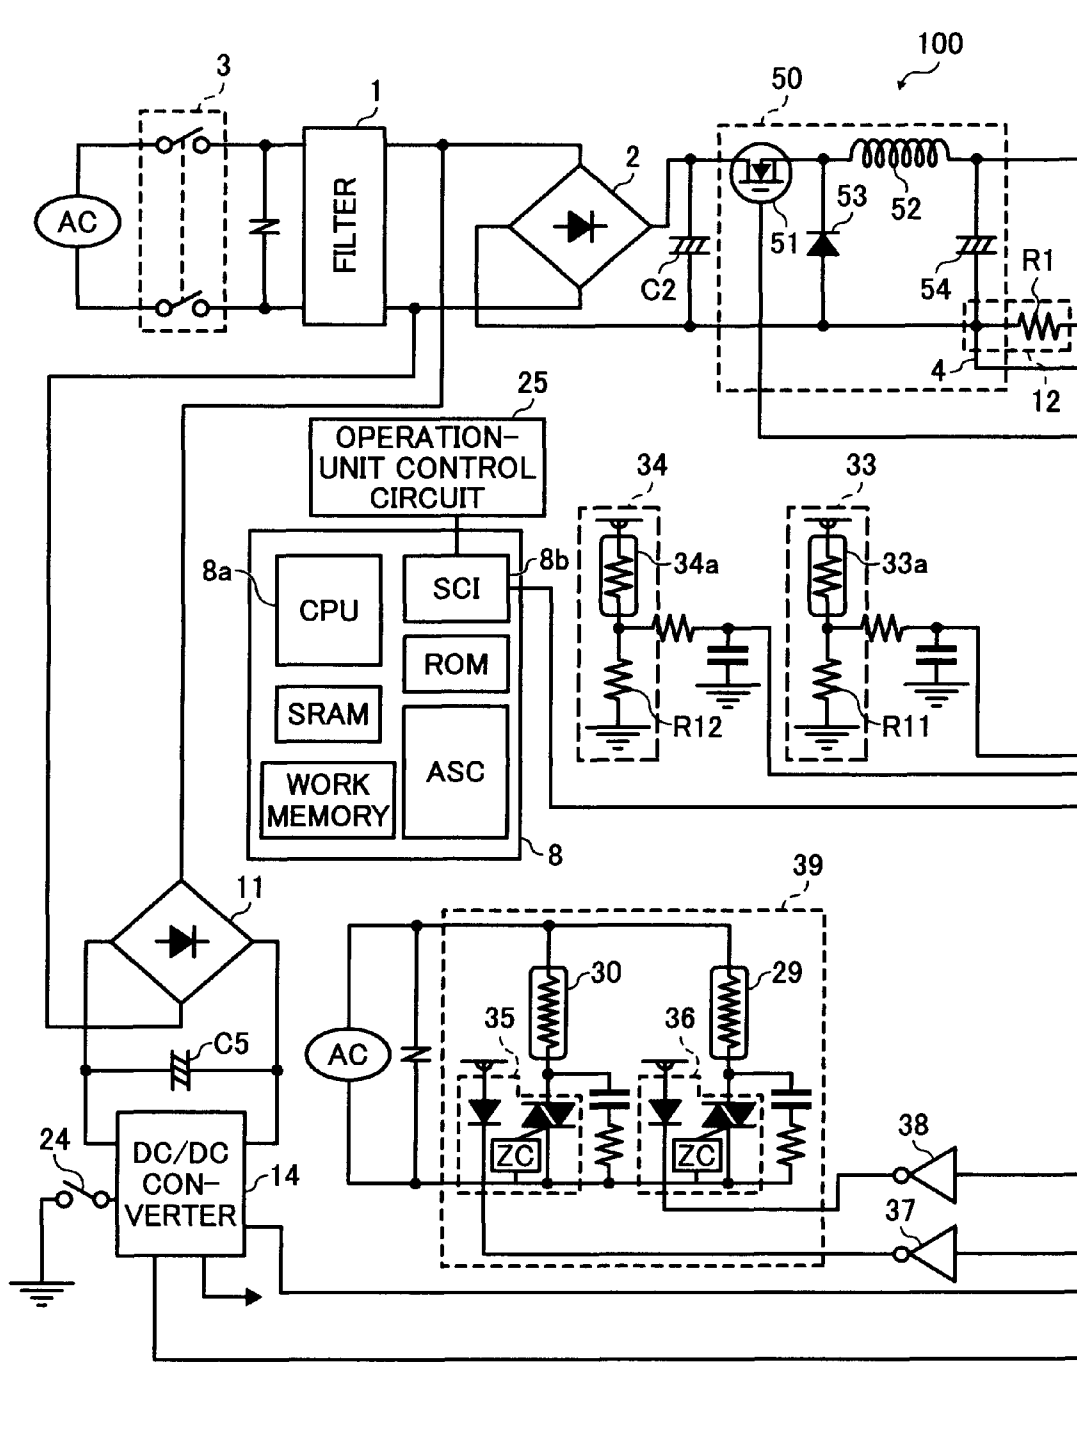 100
3
1
50
2
AC
FILTER
C2
51
53
52
54
R1
4
12
25
OPERATION-
UNIT CONTROL
CIRCUIT
34
33
8a
CPU
SCI
8b
34a
33a
ROM
SRAM
R12
R11
ASC
WORK
MEMORY
8
39
11
30
29
35
36
C5
AC
24
DC/DC
CON-
VERTER
14
ZC
ZC
38
37